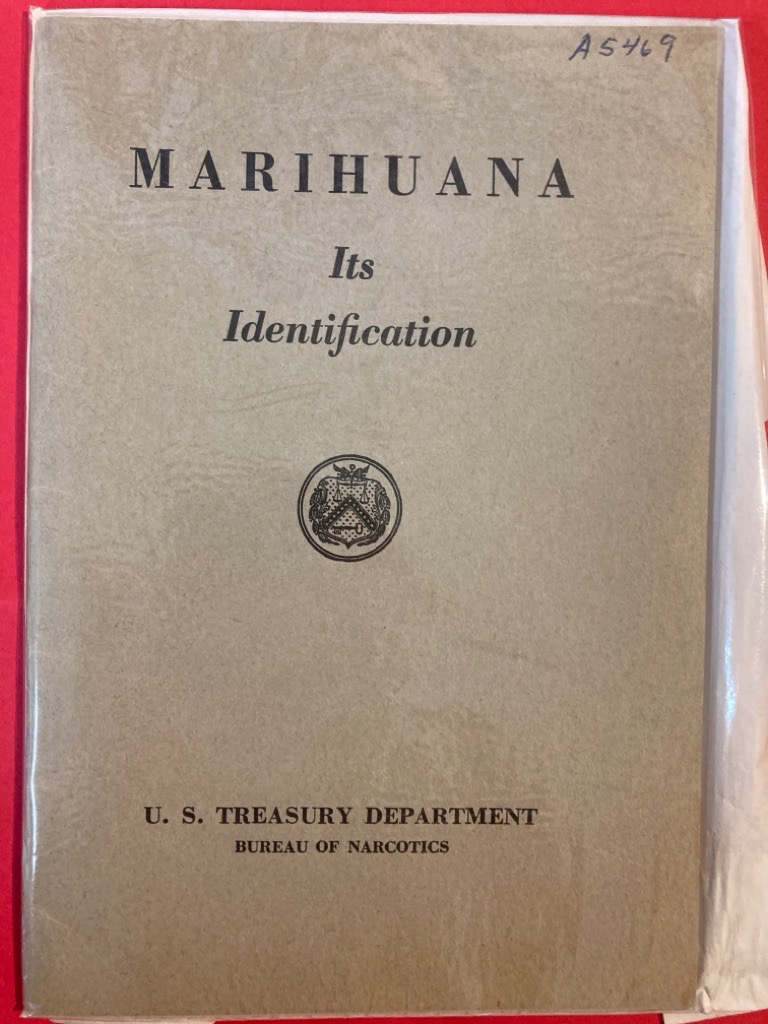 A5469
MARIHUANA
Its
Identification
U. S. TREASURY DEPARTMENT
BUREAU OF NARCOTICS